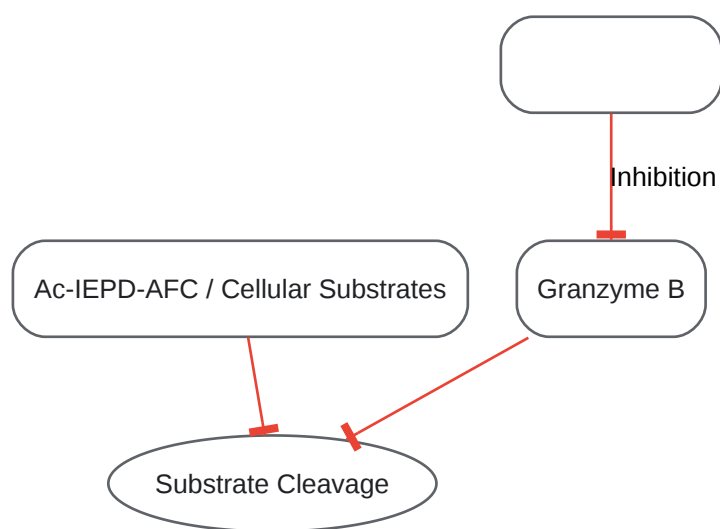 Inhibition
Ac-IEPD-AFC / Cellular Substrates
Granzyme B
Substrate Cleavage